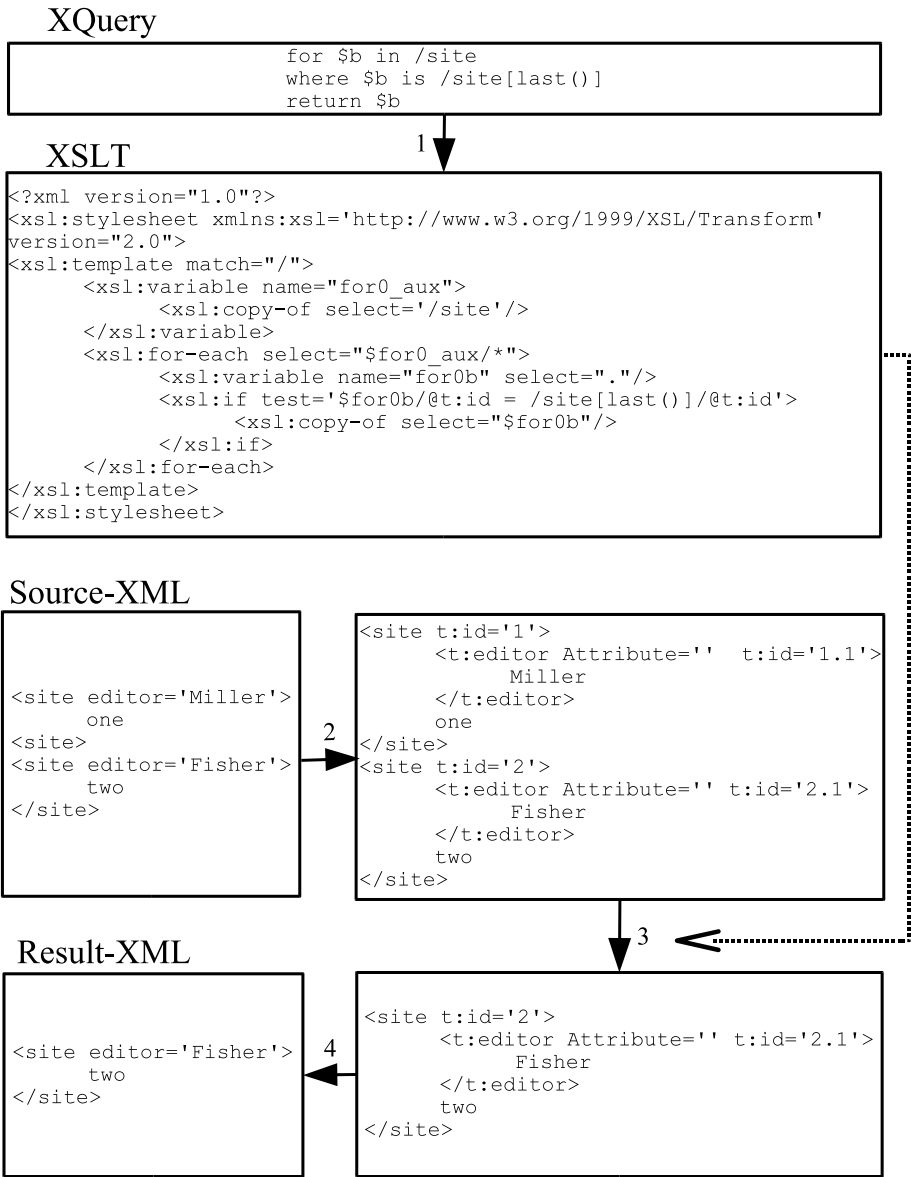 XQuery
for $b in /site
where $b is /site[last()]
return $b
1
XSLT
<?xml version="1.0"?>
<xsl:stylesheet xmlns:xsl='http://www.w3.org/1999/XSL/Transform'
version="2.0">
<xsl:template match="/">
<xsl:variable name="for0_aux">
<xsl:copy-of select='/site'/>
</xsl:variable>
<xsl:for-each select="$for0_aux/*">
<xsl:variable name="for0b" select="."/>
<xsl:if test='$for0b/@t:id = /site[last()]/@t:id'>
<xsl:copy-of select="$for0b"/>
</xsl:if>
</xsl:for-each>
</xsl:template>
</xsl:stylesheet>
Source-XML
<site editor='Miller'>
one
<site>
<site editor='Fisher'>
two
</site>
2
<site t:id='1'>
<t:editor Attribute='' t:id='1.1'>
Miller
</t:editor>
one
</site>
<site t:id='2'>
<t:editor Attribute='' t:id='2.1'>
Fisher
</t:editor>
two
</site>
3
Result-XML
<site editor='Fisher'>
two
</site>
4
<site t:id='2'>
<t:editor Attribute='' t:id='2.1'>
Fisher
</t:editor>
two
</site>